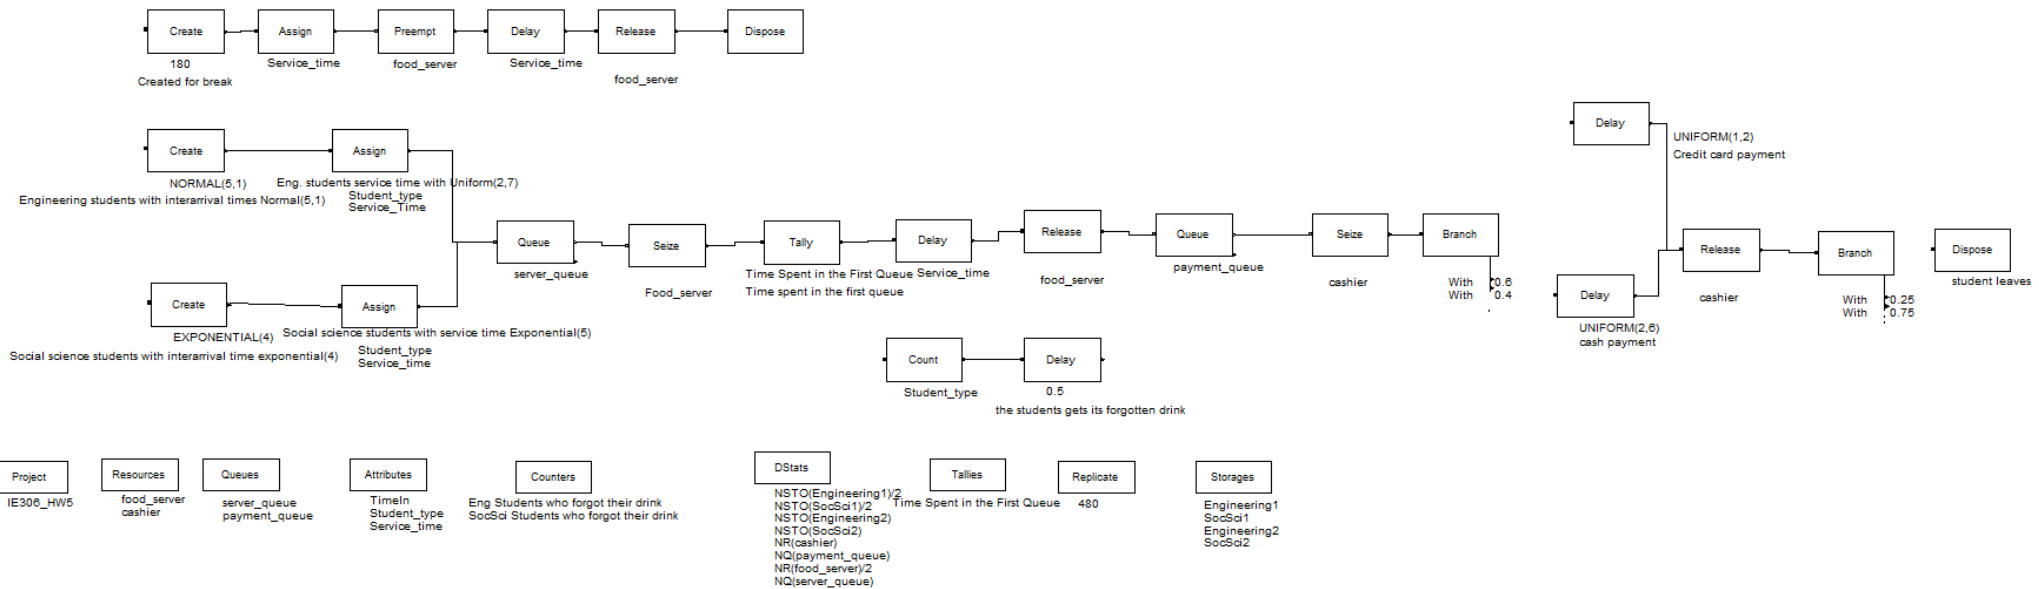 Create
Assign
Preempt
Delay
Release
Dispose
180
Service_time
food_server
Service_time
food_server
Created for break
Delay
UNIFORM(1,2)
Credit card payment
Create
Assign
NORMAL(5,1)
Eng. students service time with Uniform(2,7)
Engineering students with interarrival times Normal(5,1)
Student_type
Service_Time
Queue
Seize
Tally
Delay
Release
Queue
Seize
Branch
server_queue
Food_server
Time Spent in the First Queue
Time spent in the first queue
Service_time
food_server
payment_queue
cashier
With 0.6
With 0.4
Release
Branch
Dispose
cashier
With 0.25
With 0.75
student leaves
Delay
UNIFORM(2,6)
cash payment
Create
Assign
EXPONENTIAL(4)
Social science students with service time Exponential(5)
Social science students with interarrival time exponential(4)
Student_type
Service_time
Count
Delay
Student_type
0.5
the students gets its forgotten drink
Project
IE306_HW5
Resources
food_server
cashier
Queues
server_queue
payment_queue
Attributes
TimeIn
Student_type
Service_time
Counters
Eng Students who forgot their drink
SocSci Students who forgot their drink
DStats
NSTO(Engineering1)/2
NSTO(SocSci1)/2
NSTO(Engineering2)
NSTO(SocSci2)
NR(cashier)
NQ(payment_queue)
NR(food_server)/2
NQ(server_queue)
Tallies
Time Spent in the First Queue
Replicate
480
Storages
Engineering1
SocSci1
Engineering2
SocSci2